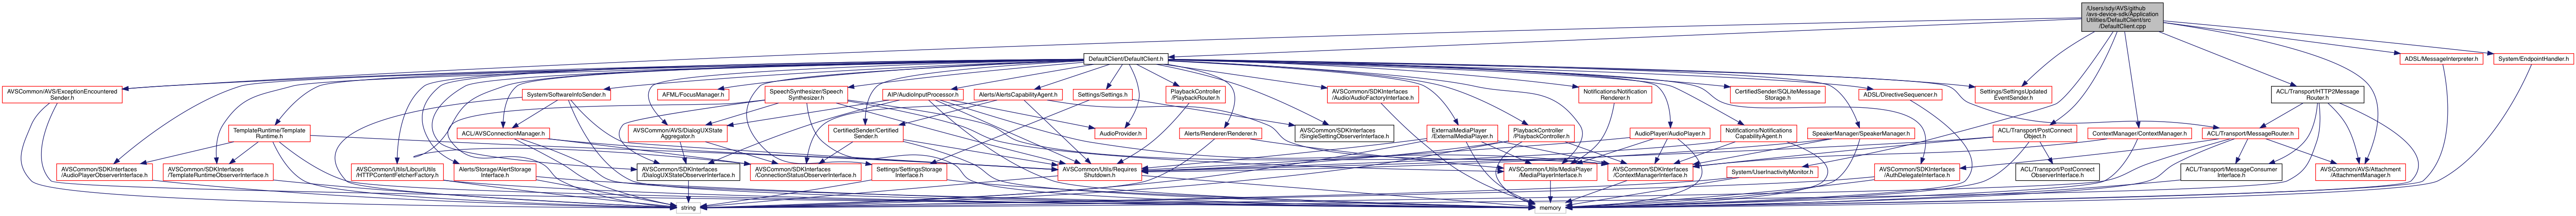 /Users/sdy/AVS/github
/avs-device-sdk/Application
Utilities/DefaultClient/src
/DefaultClient.cpp
DefaultClient/DefaultClient.h
ADSL/MessageInterpreter.h
System/EndpointHandler.h
AVSCommon/AVS/ExceptionEncountered
Sender.h
System/SoftwareInfoSender.h
AFML/FocusManager.h
SpeechSynthesizer/Speech
Synthesizer.h
AIP/AudioInputProcessor.h
Alerts/AlertsCapabilityAgent.h
Settings/Settings.h
PlaybackController
/PlaybackRouter.h
AVSCommon/SDKInterfaces
/Audio/AudioFactoryInterface.h
Notifications/Notification
Renderer.h
CertifiedSender/SQLiteMessage
Storage.h
ADSL/DirectiveSequencer.h
Settings/SettingsUpdated
EventSender.h
ACL/Transport/HTTP2Message
Router.h
TemplateRuntime/Template
Runtime.h
ACL/AVSConnectionManager.h
AVSCommon/AVS/DialogUXState
Aggregator.h
CertifiedSender/Certified
Sender.h
AudioProvider.h
Alerts/Renderer/Renderer.h
AVSCommon/SDKInterfaces
/SingleSettingObserverInterface.h
ExternalMediaPlayer
/ExternalMediaPlayer.h
PlaybackController
/PlaybackController.h
AudioPlayer/AudioPlayer.h
Notifications/Notifications
CapabilityAgent.h
SpeakerManager/SpeakerManager.h
ACL/Transport/PostConnect
Object.h
ContextManager/ContextManager.h
ACL/Transport/MessageRouter.h
AVSCommon/SDKInterfaces
/AudioPlayerObserverInterface.h
AVSCommon/SDKInterfaces
/TemplateRuntimeObserverInterface.h
AVSCommon/Utils/LibcurlUtils
/HTTPContentFetcherFactory.h
Alerts/Storage/AlertStorage
Interface.h
AVSCommon/SDKInterfaces
/DialogUXStateObserverInterface.h
AVSCommon/SDKInterfaces
/ConnectionStatusObserverInterface.h
Settings/SettingsStorage
Interface.h
AVSCommon/Utils/Requires
Shutdown.h
AVSCommon/Utils/MediaPlayer
/MediaPlayerInterface.h
AVSCommon/SDKInterfaces
/ContextManagerInterface.h
System/UserInactivityMonitor.h
AVSCommon/SDKInterfaces
/AuthDelegateInterface.h
ACL/Transport/PostConnect
ObserverInterface.h
ACL/Transport/MessageConsumer
Interface.h
AVSCommon/AVS/Attachment
/AttachmentManager.h
string
memory